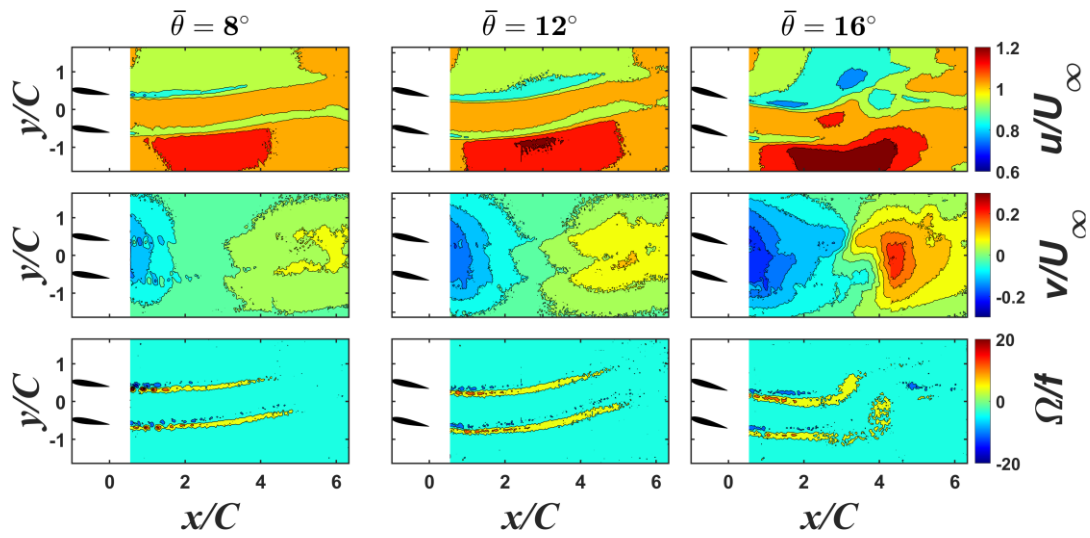 θ̄ = 8° θ̄ = 12° θ̄ = 16°
y/C 1 0 -1 1.2 1 0.8 0.6 u/U∞
y/C 1 0 -1 0.2 0 -0.2 v/U∞
y/C 1 0 -1 20 10 0 -10 -20 Ω/f
0 2 4 6 0 2 4 6 0 2 4 6
x/C x/C x/C